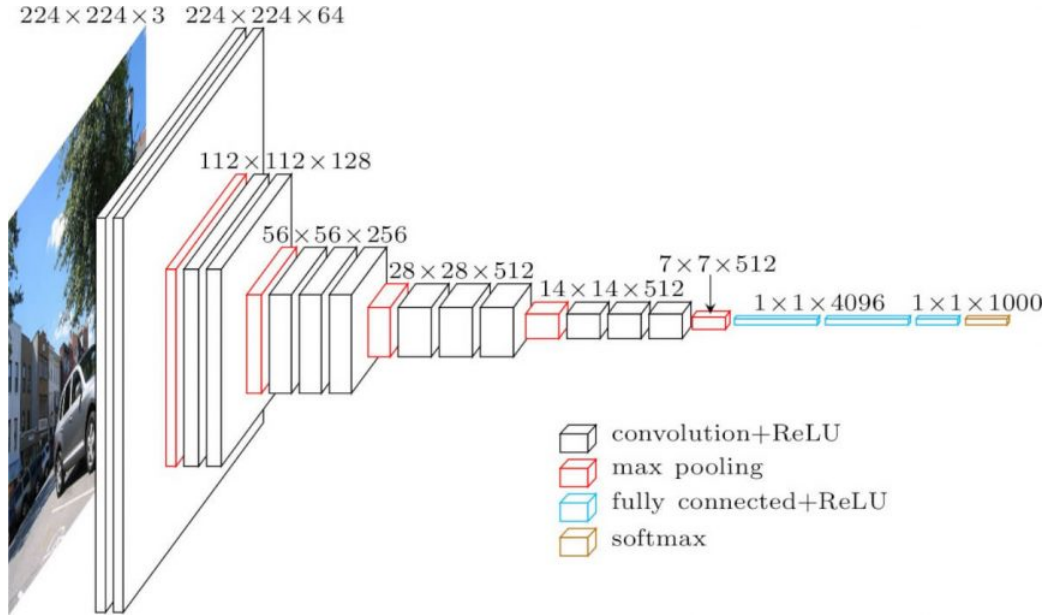 224×224×3
224×224×64
112×112×128
56×56×256
28×28×512
14×14×512
7×7×512
1×1×4096
1×1×1000
convolution+ReLU
max pooling
fully connected+ReLU
softmax